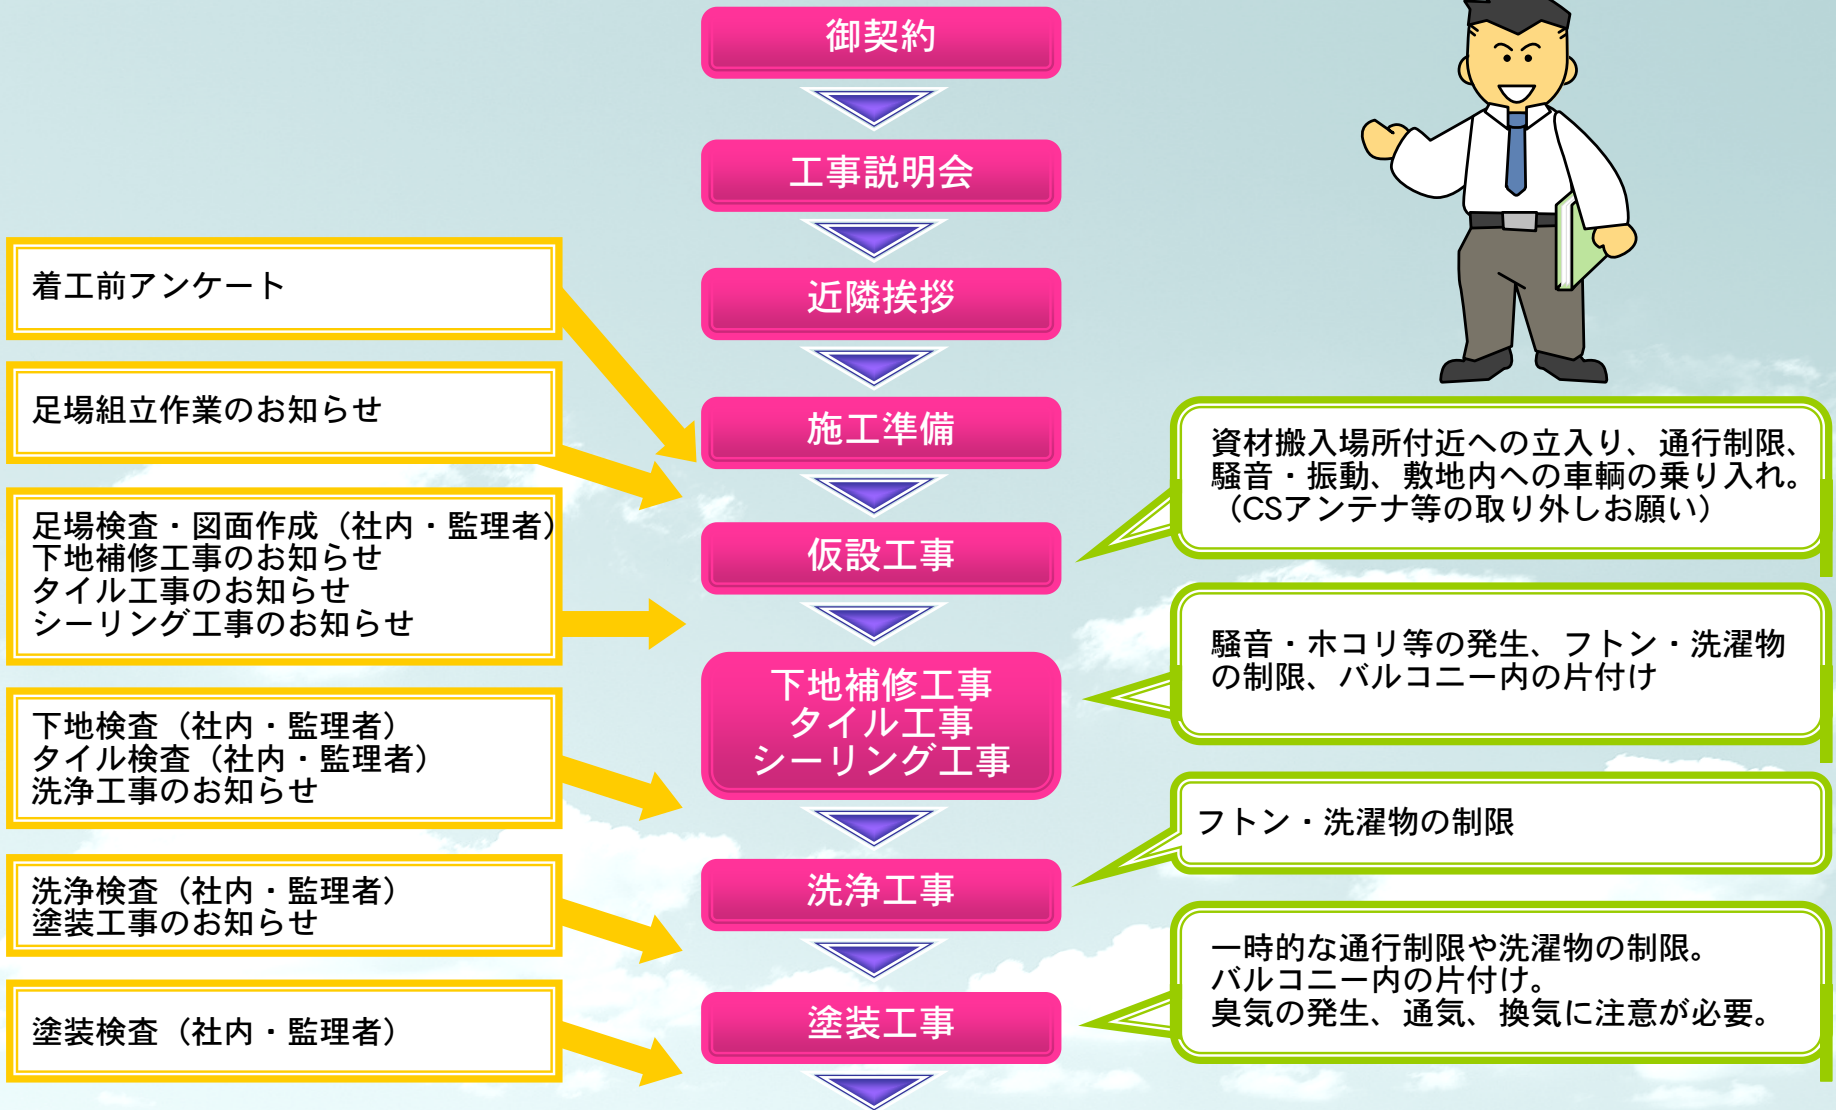 御契約
工事説明会
近隣挨拶
施工準備
仮設工事
下地補修工事
タイル工事
シーリング工事
洗浄工事
塗装工事
着工前アンケート
足場組立作業のお知らせ
足場検査・図面作成（社内・監理者）
下地補修工事のお知らせ
タイル工事のお知らせ
シーリング工事のお知らせ
下地検査（社内・監理者）
タイル検査（社内・監理者）
洗浄工事のお知らせ
洗浄検査（社内・監理者）
塗装工事のお知らせ
塗装検査（社内・監理者）
資材搬入場所付近への立入り、通行制限、
騒音・振動、敷地内への車輌の乗り入れ。
（CSアンテナ等の取り外しお願い）
騒音・ホコリ等の発生、フトン・洗濯物
の制限、バルコニー内の片付け
フトン・洗濯物の制限
一時的な通行制限や洗濯物の制限。
バルコニー内の片付け。
臭気の発生、通気、換気に注意が必要。